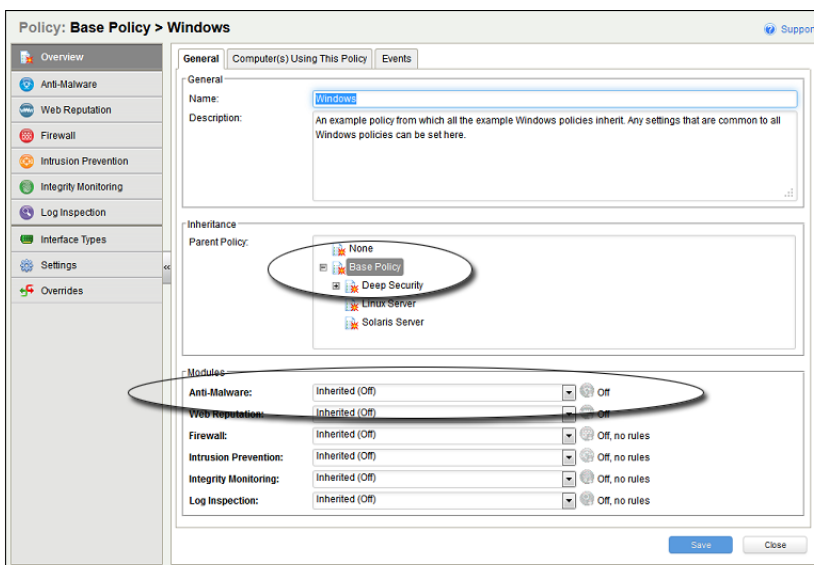 Policy: Base Policy > Windows
Suppor
Overview
Anti-Malware
Web Reputation
Firewall
Intrusion Prevention
Integrity Monitoring
Log Inspection
Interface Types
Settings
Overrides
«
General Computer(s) Using This Policy Events
General
Name: Windows
Description: An example policy from which all the example Windows policies inherit. Any settings that are common to all
Windows policies can be set here.
Inheritance
Parent Policy:
None
Base Policy
Deep Security
Linux Server
Solaris Server
Modules
Anti-Malware: Inherited (Off) Off
Web Reputation: Inherited (Off) Off
Firewall: Inherited (Off) Off, no rules
Intrusion Prevention: Inherited (Off) Off, no rules
Integrity Monitoring: Inherited (Off) Off, no rules
Log Inspection: Inherited (Off) Off, no rules
Save Close